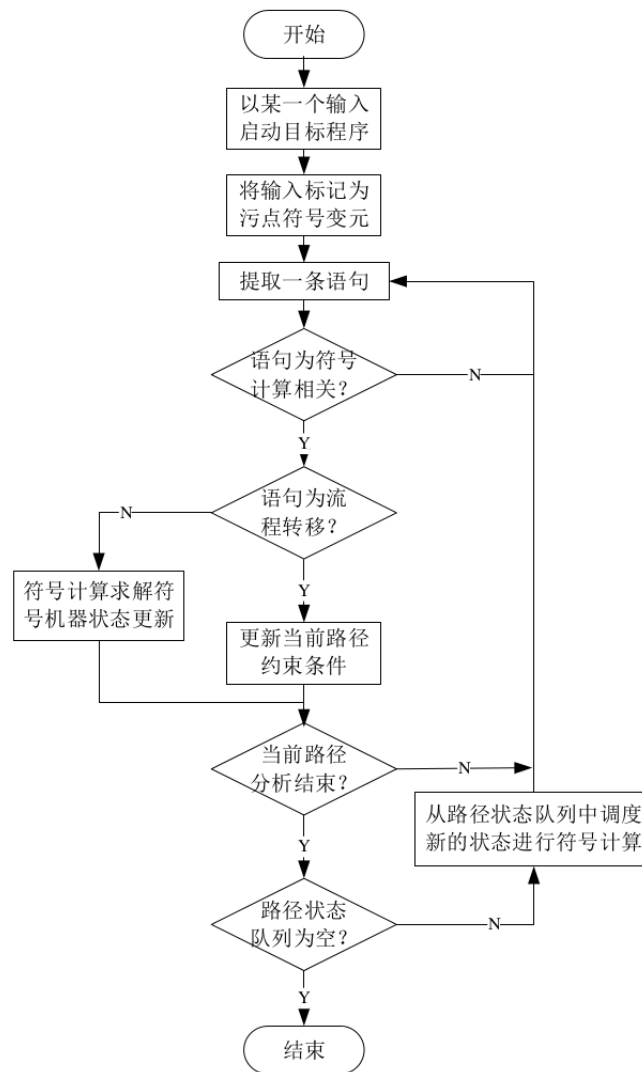 开始
以某一个输入
启动目标程序
将输入标记为
污点符号变元
提取一条语句
语句为符号
计算相关？
N
Y
语句为流
程转移？
N
Y
符号计算求解符
号机器状态更新
更新当前路径
约束条件
当前路径
分析结束？
N
Y
从路径状态队列中调度
新的状态进行符号计算
路径状态
队列为空？
N
Y
结束